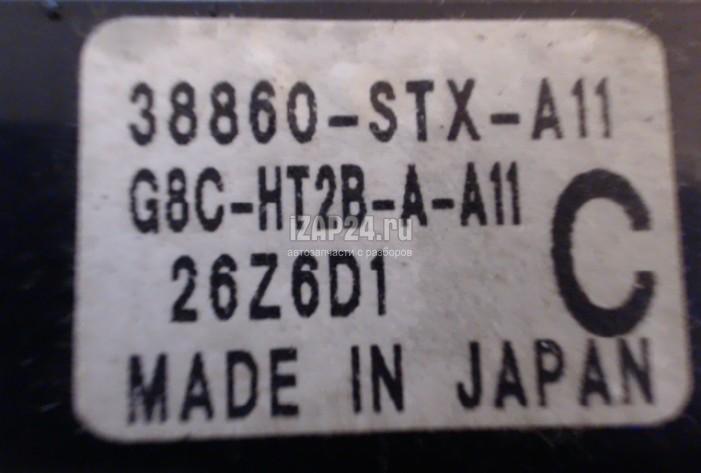 38860-STX-A11
G8C-HT2B-A-A11
iZAP24.ru
автозапчасти с разборов
26Z6D1
C
MADE IN JAPAN